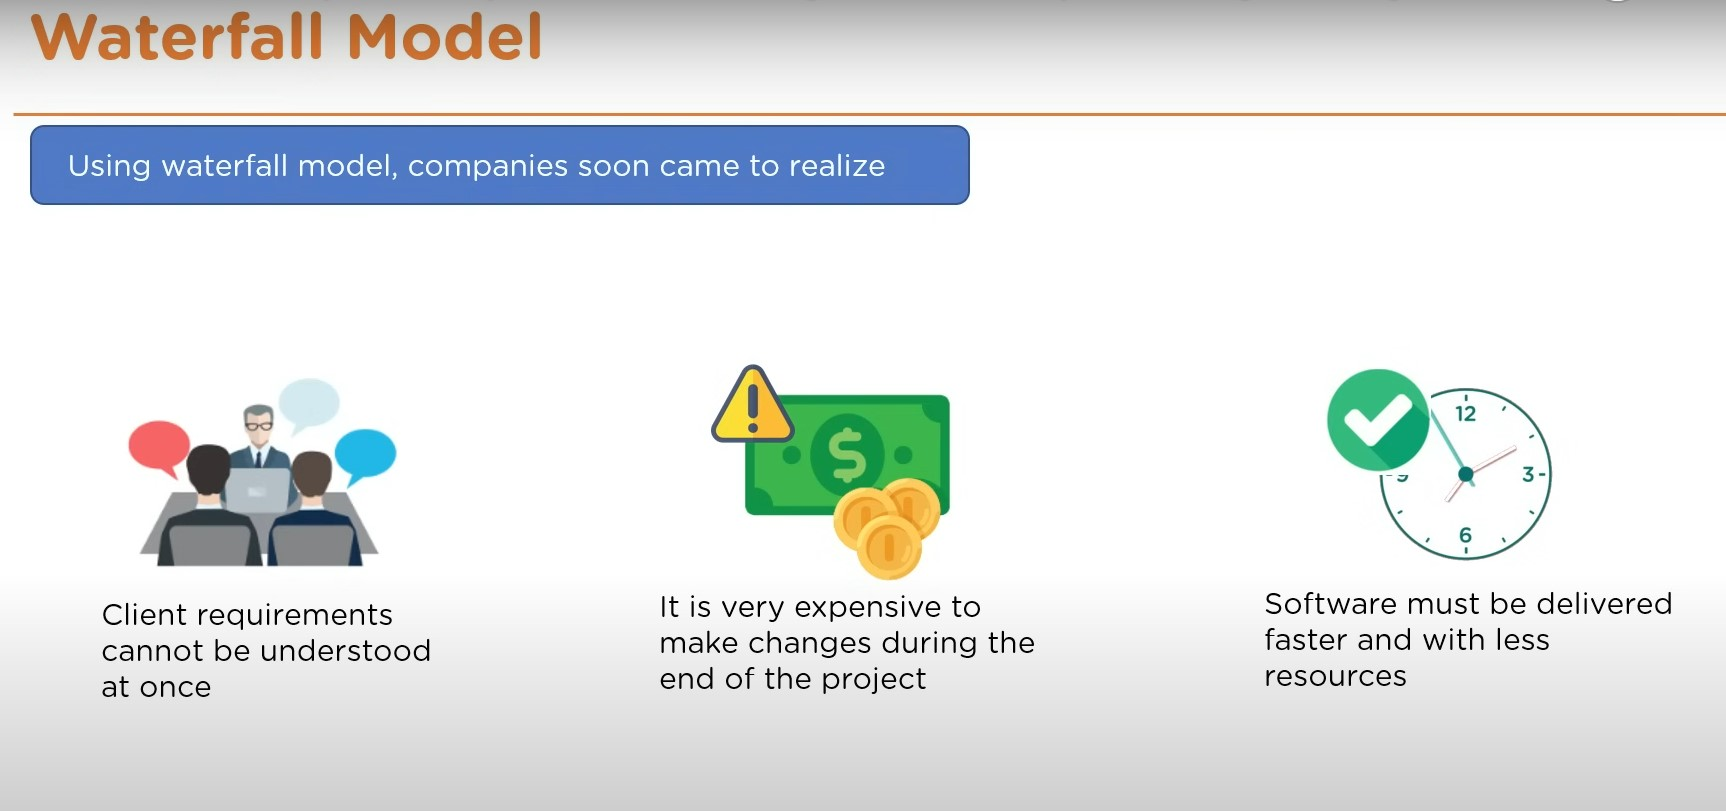 Waterfall Model
Using waterfall model, companies soon came to realize
12
9
3
6
$
Client requirements
cannot be understood
at once
It is very expensive to
make changes during the
end of the project
Software must be delivered
faster and with less
resources